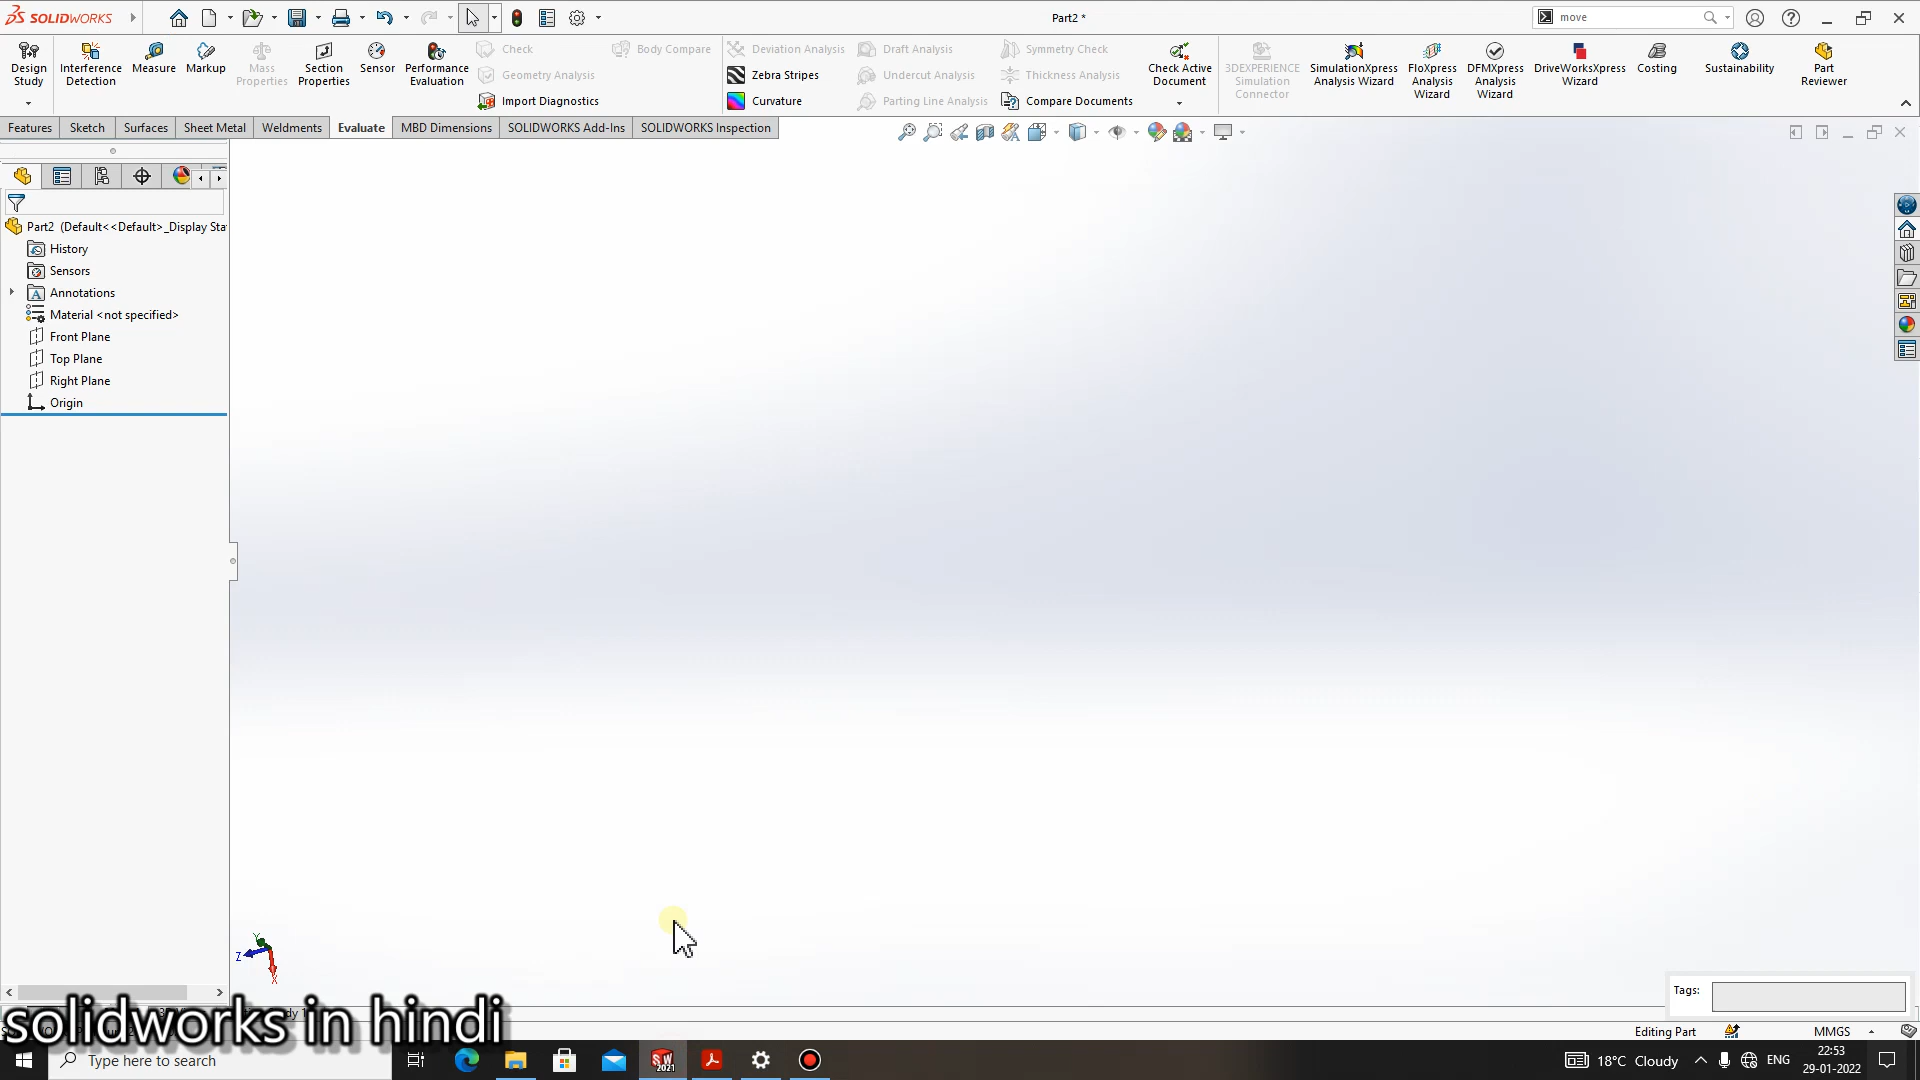 SOLIDWORKS
Part2 *
move
Design Study
Interference Detection
Measure
Markup
Mass Properties
Section Properties
Sensor
Performance Evaluation
Check
Geometry Analysis
Import Diagnostics
Body Compare
Deviation Analysis
Zebra Stripes
Curvature
Draft Analysis
Undercut Analysis
Parting Line Analysis
Symmetry Check
Thickness Analysis
Compare Documents
Check Active Document
3DEXPERIENCE Simulation Connector
SimulationXpress Analysis Wizard
FloXpress Analysis Wizard
DFMXpress Analysis Wizard
DriveWorksXpress Wizard
Costing
Sustainability
Part Reviewer
Features
Sketch
Surfaces
Sheet Metal
Weldments
Evaluate
MBD Dimensions
SOLIDWORKS Add-Ins
SOLIDWORKS Inspection
Part2 (Default<<Default>_Display Sta
History
Sensors
Annotations
Material <not specified>
Front Plane
Top Plane
Right Plane
Origin
Y
Z
X
Tags:
solidworks in hindi
Editing Part
MMGS
Type here to search
SW 2021
18°C Cloudy
ENG
22:53
29-01-2022